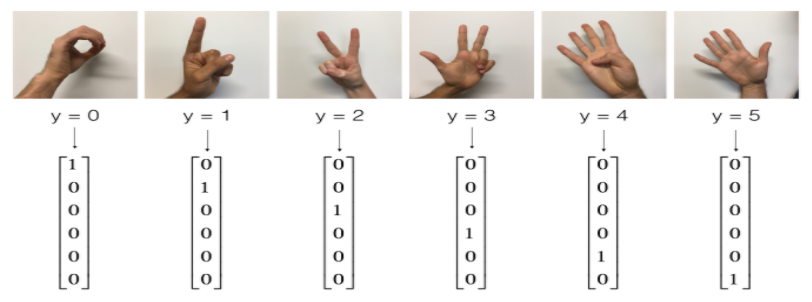 y = 0 y = 1 y = 2 y = 3 y = 4 y = 5
1 0 0 0 0 0
0 1 0 0 0 0
0 0 1 0 0 0
0 0 0 1 0 0
0 0 0 0 1 0
0 0 0 0 0 1